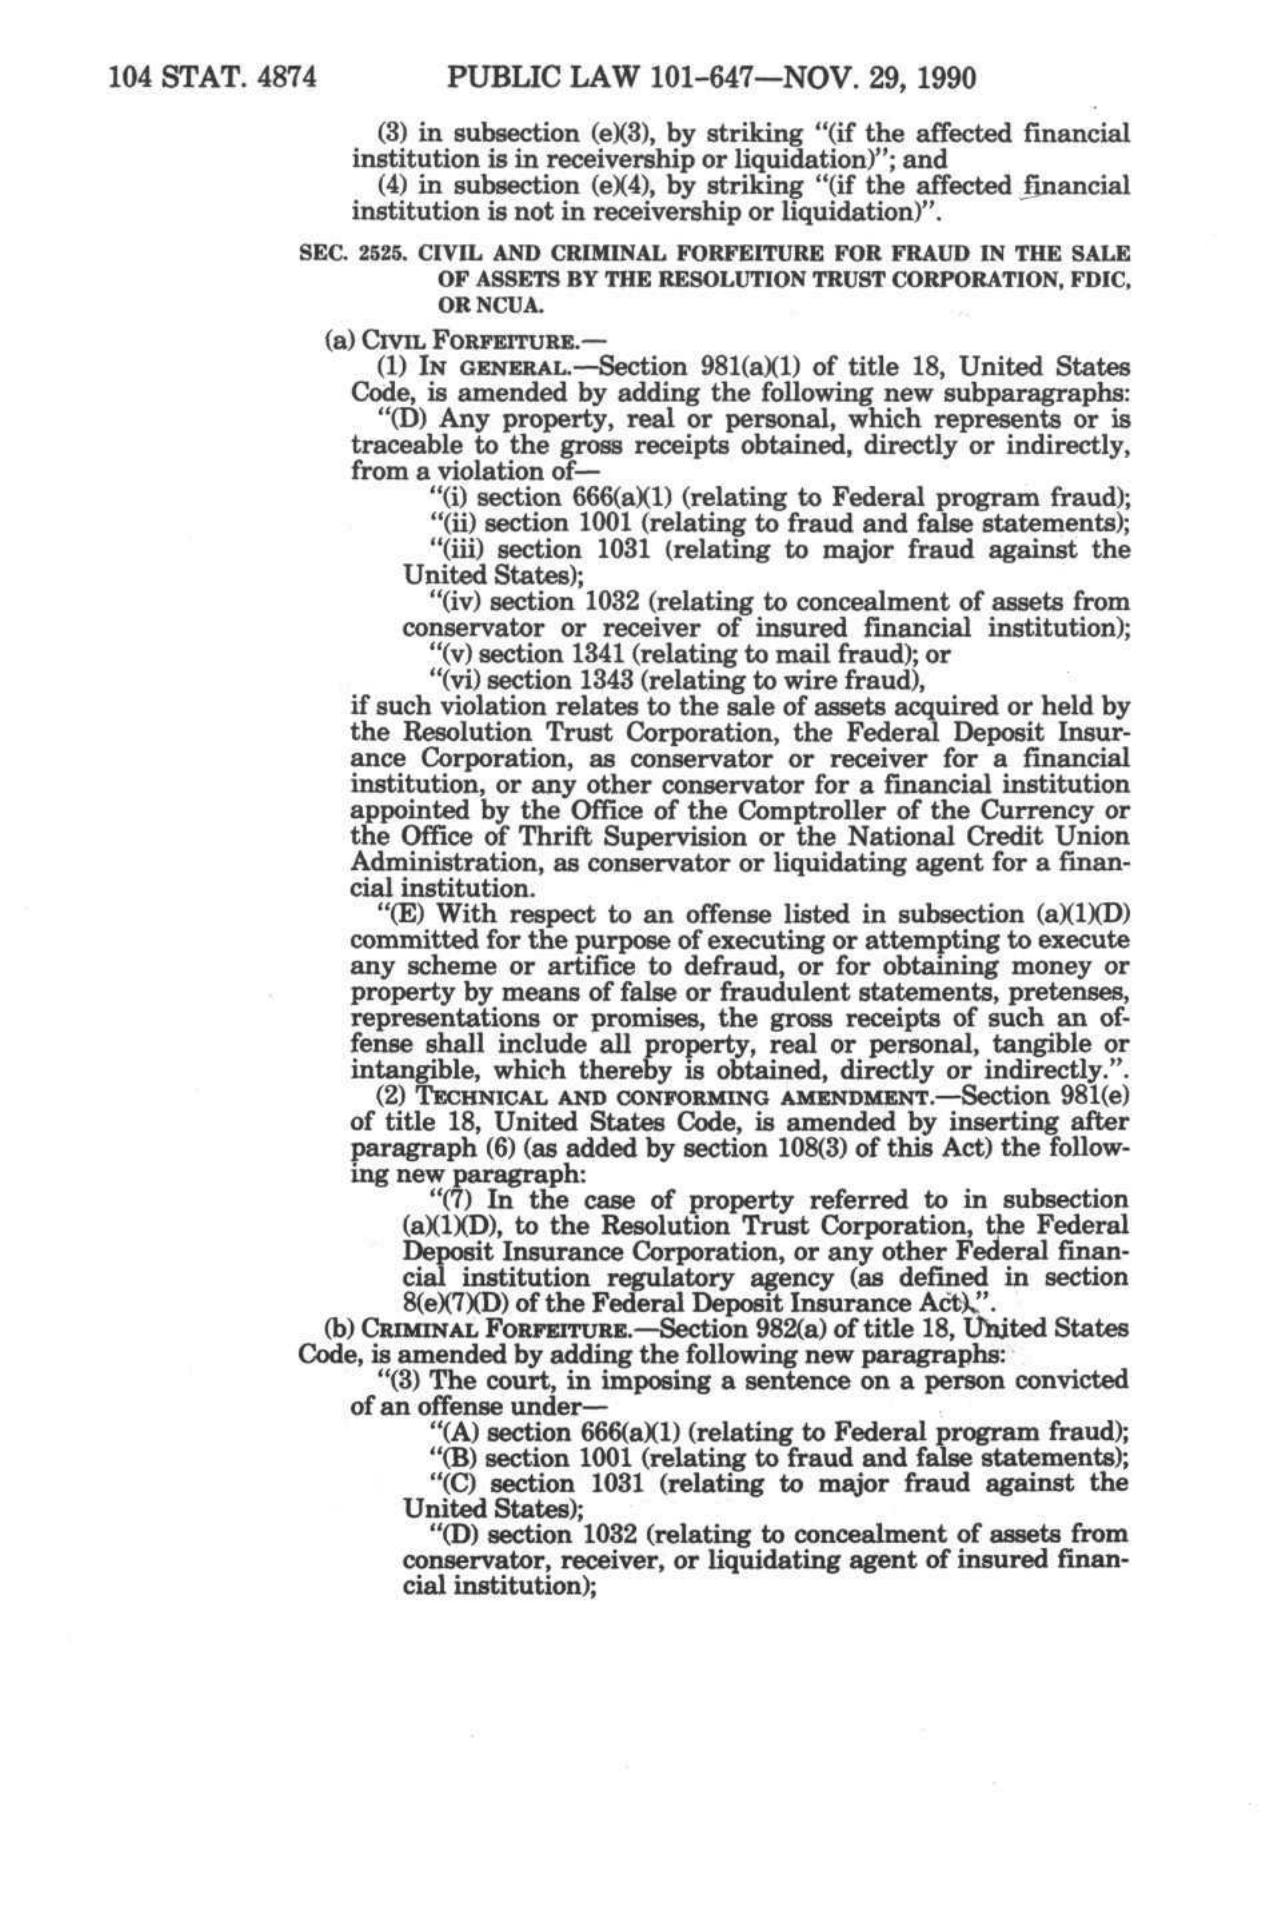 104 STAT. 4874 PUBLIC LAW 101-647—NOV. 29, 1990
(3) in subsection (e)(3), by striking “(if the affected financial
institution is in receivership or liquidation)”; and
(4) in subsection (e)(4), by striking “(if the affected financial
institution is not in receivership or liquidation)”.
SEC. 2525. CIVIL AND CRIMINAL FORFEITURE FOR FRAUD IN THE SALE
OF ASSETS BY THE RESOLUTION TRUST CORPORATION, FDIC,
OR NCUA.
(a) CIVIL FORFEITURE.—
(1) IN GENERAL.—Section 981(a)(1) of title 18, United States
Code, is amended by adding the following new subparagraphs:
“(D) Any property, real or personal, which represents or is
traceable to the gross receipts obtained, directly or indirectly,
from a violation of—
“(i) section 666(a)(1) (relating to Federal program fraud);
“(ii) section 1001 (relating to fraud and false statements);
“(iii) section 1031 (relating to major fraud against the
United States);
“(iv) section 1032 (relating to concealment of assets from
conservator or receiver of insured financial institution);
“(v) section 1341 (relating to mail fraud); or
“(vi) section 1343 (relating to wire fraud),
if such violation relates to the sale of assets acquired or held by
the Resolution Trust Corporation, the Federal Deposit Insur-
ance Corporation, as conservator or receiver for a financial
institution, or any other conservator for a financial institution
appointed by the Office of the Comptroller of the Currency or
the Office of Thrift Supervision or the National Credit Union
Administration, as conservator or liquidating agent for a finan-
cial institution.
“(E) With respect to an offense listed in subsection (a)(1)(D)
committed for the purpose of executing or attempting to execute
any scheme or artifice to defraud, or for obtaining money or
property by means of false or fraudulent statements, pretenses,
representations or promises, the gross receipts of such an of-
fense shall include all property, real or personal, tangible or
intangible, which thereby is obtained, directly or indirectly.”.
(2) TECHNICAL AND CONFORMING AMENDMENT.—Section 981(e)
of title 18, United States Code, is amended by inserting after
paragraph (6) (as added by section 108(3) of this Act) the follow-
ing new paragraph:
“(7) In the case of property referred to in subsection
(a)(1)(D), to the Resolution Trust Corporation, the Federal
Deposit Insurance Corporation, or any other Federal finan-
cial institution regulatory agency (as defined in section
8(e)(7)(D) of the Federal Deposit Insurance Act).”.
(b) CRIMINAL FORFEITURE.—Section 982(a) of title 18, United States
Code, is amended by adding the following new paragraphs:
“(3) The court, in imposing a sentence on a person convicted
of an offense under—
“(A) section 666(a)(1) (relating to Federal program fraud);
“(B) section 1001 (relating to fraud and false statements);
“(C) section 1031 (relating to major fraud against the
United States);
“(D) section 1032 (relating to concealment of assets from
conservator, receiver, or liquidating agent of insured finan-
cial institution);